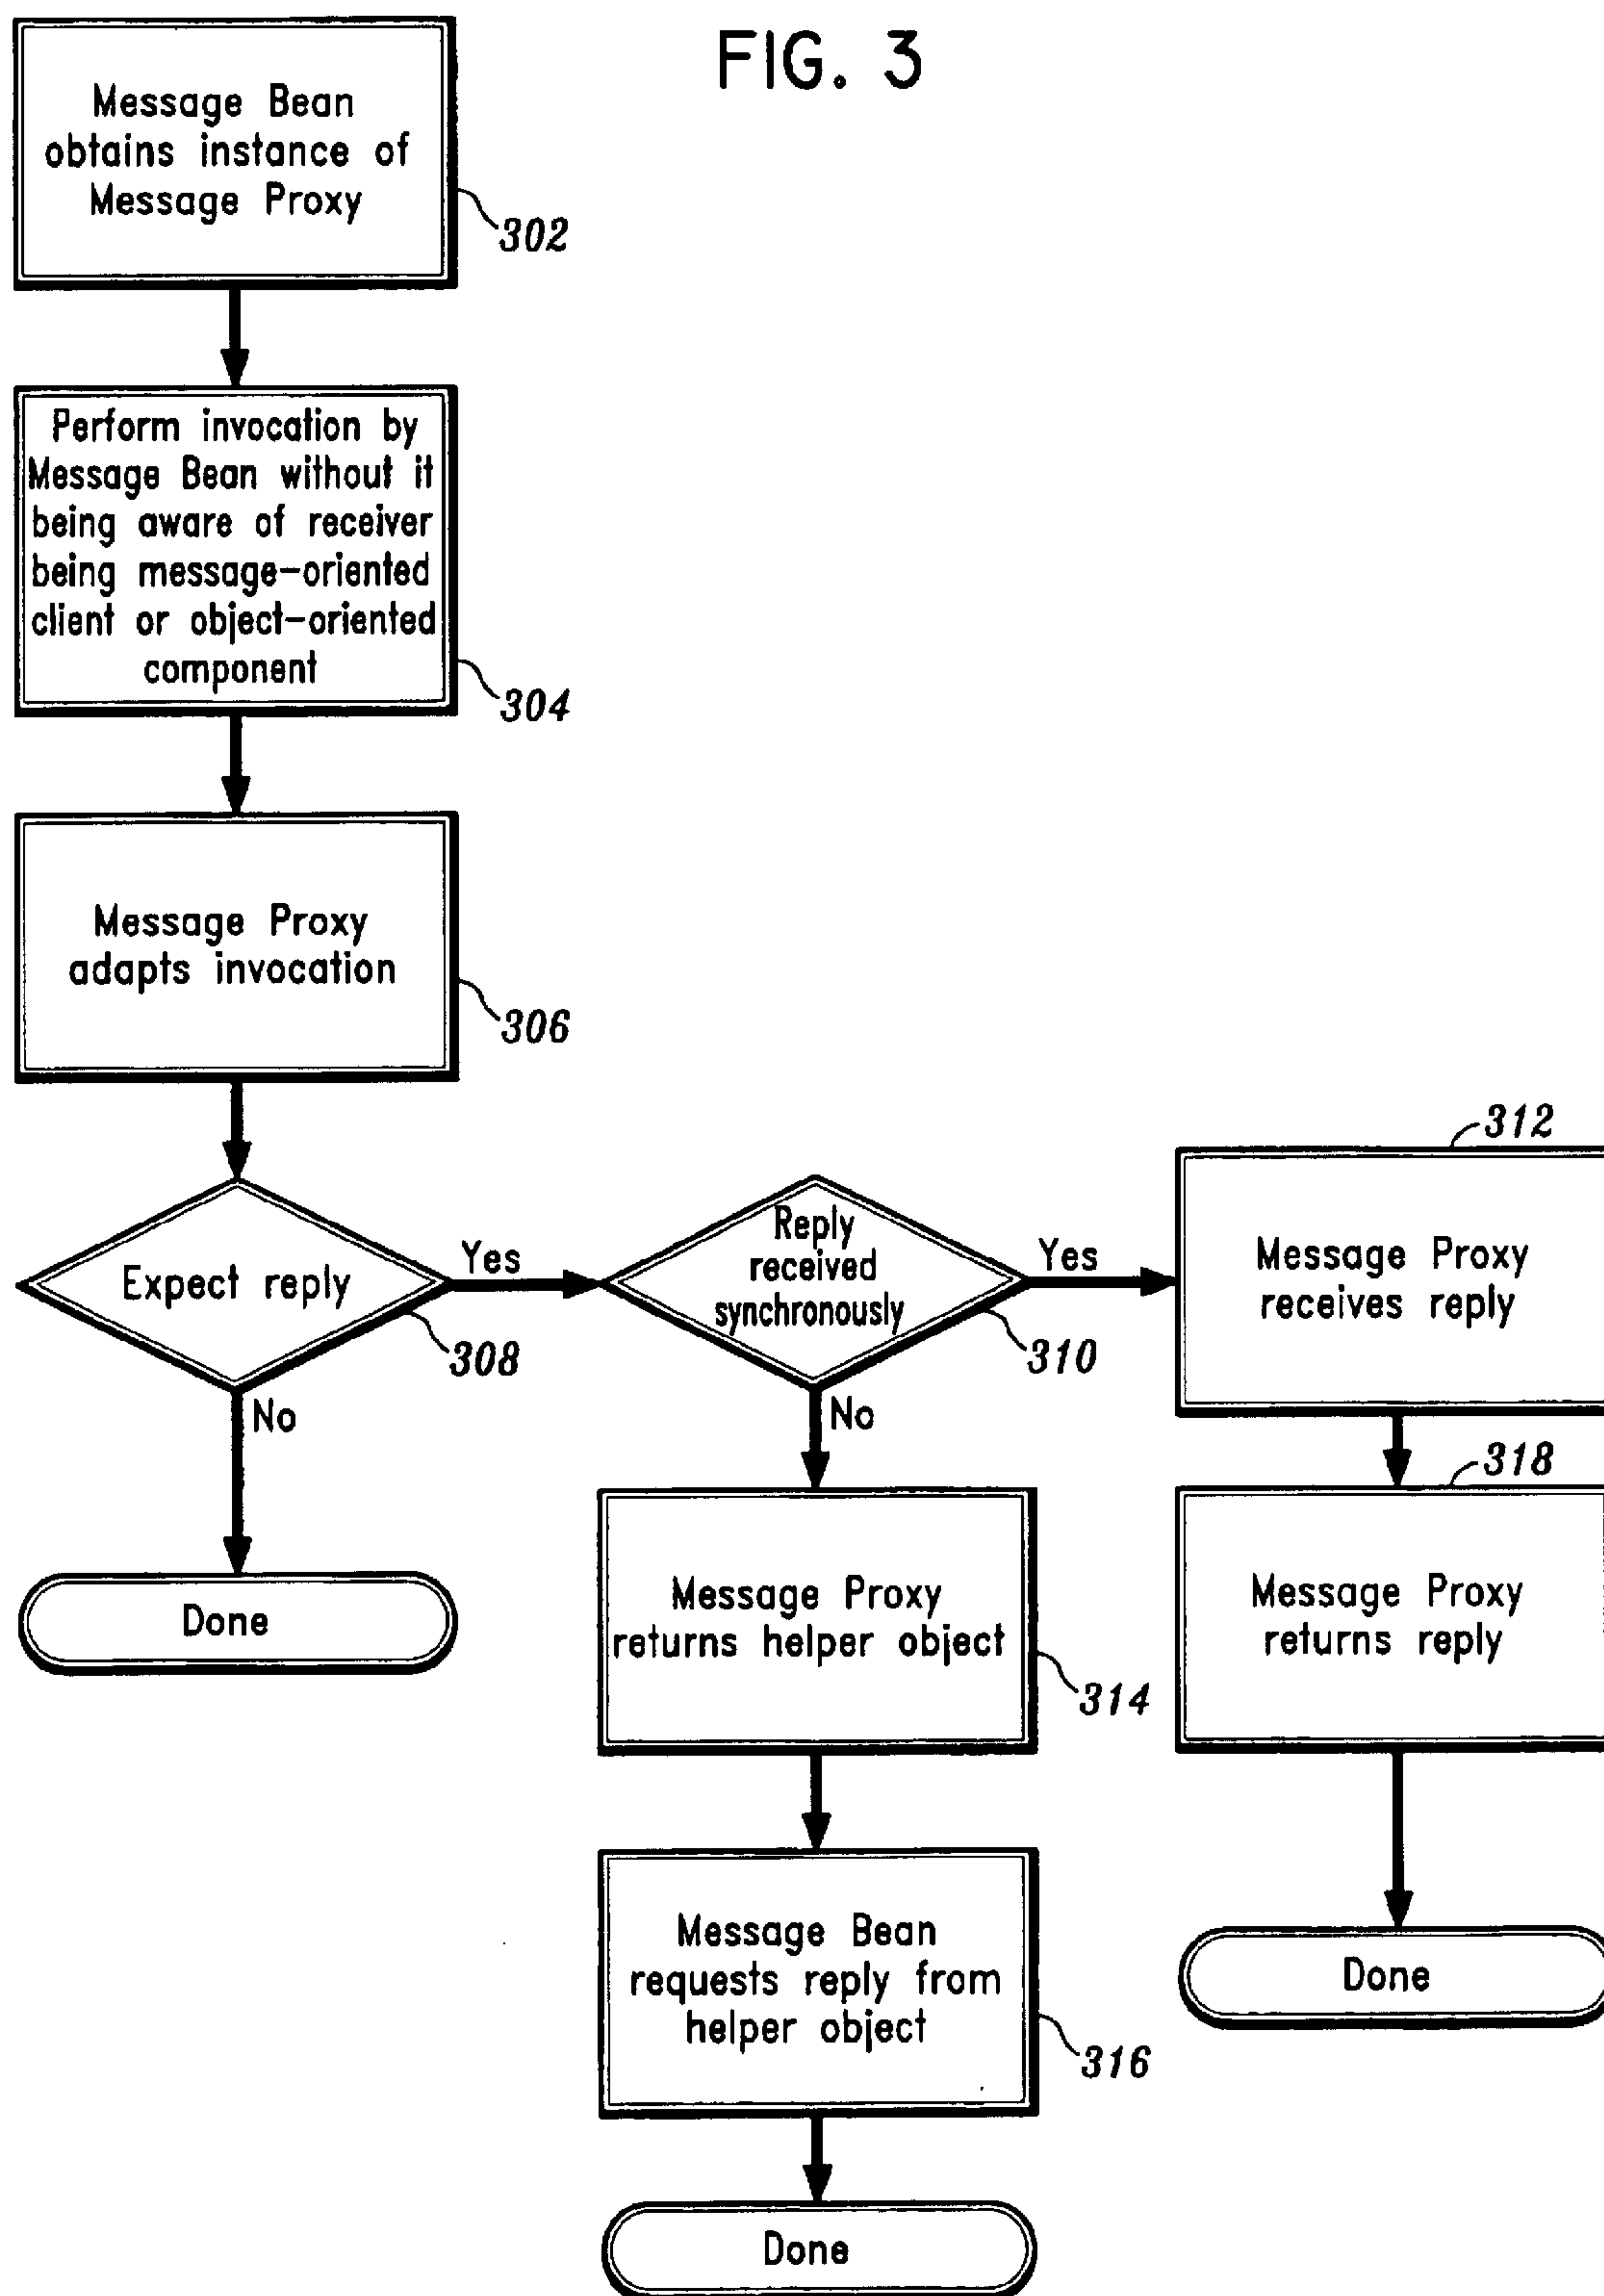 FIG. 3
Message Bean
obtains instance of
Message Proxy
302
Perform invocation by
Message Bean without it
being aware of receiver
being message-oriented
client or object-oriented
component
304
Message Proxy
adapts invocation
306
Expect reply
308
Yes
No
Done
Reply
received
synchronously
310
Yes
No
312
Message Proxy
receives reply
318
Message Proxy
returns reply
Done
Message Proxy
returns helper object
314
Message Bean
requests reply from
helper object
316
Done